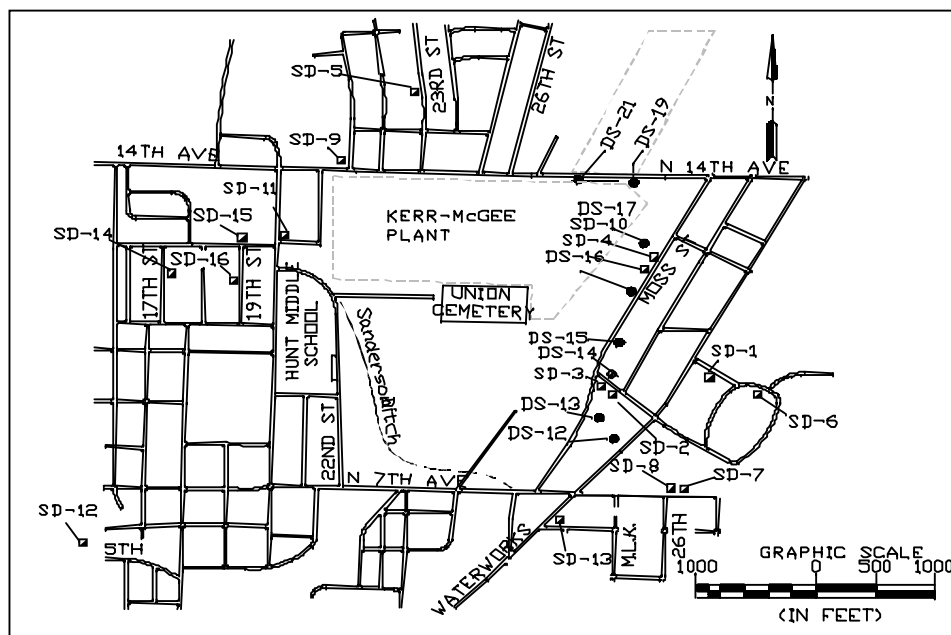 SD-5
23RD ST
26TH ST
DS-21
DS-19
N
SD-9
14TH AVE
N 14TH AVE
SD-11
SD-15
SD-14
SD-16
KERR-McGEE
PLANT
DS-17
SD-10
SD-4
DS-16
MOSS ST
17TH ST
19TH ST
HUNT MIDDLE
SCHOOL
UNION
CEMETERY
Sanderson
Ditch
DS-15
DS-14
SD-3
SD-1
DS-13
SD-6
DS-12
SD-2
22ND ST
N 7TH AVE
SD-8
SD-7
SD-12
5TH
WATERWORKS
SD-13
M.L.K.
26TH
GRAPHIC SCALE
1000 0 500 1000
(IN FEET)